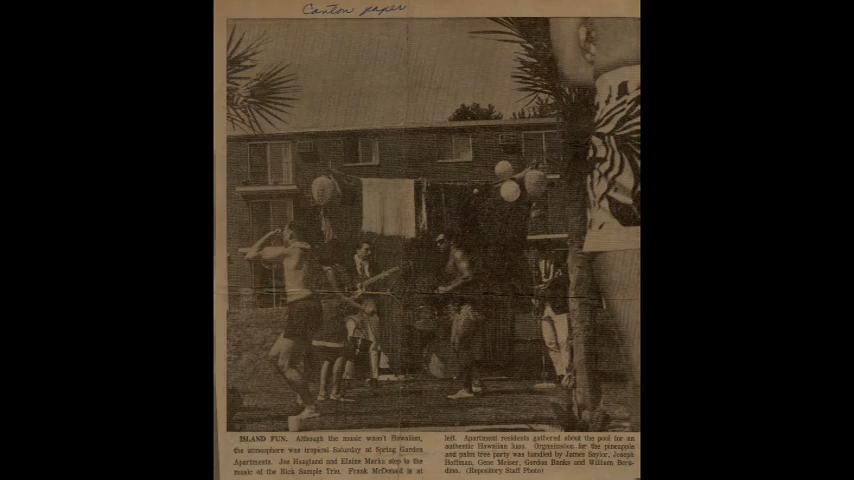 Canton paper
ISLAND FUN. Although the music wasn't Hawaiian,
the atmosphere was tropical Saturday at Spring Garden
Apartments. Joe Hoagland and Elaine Marks step to the
music of the Rick Sample Trio. Frank McDonald is at
left. Apartment residents gathered about the pool for an
authentic Hawaiian luau. Organization for the pineapple
and palm tree party was handled by James Saylor, Joseph
Hoffman, Gene Meiser, Gordon Banks and William Bern-
dino. (Repository Staff Photo)